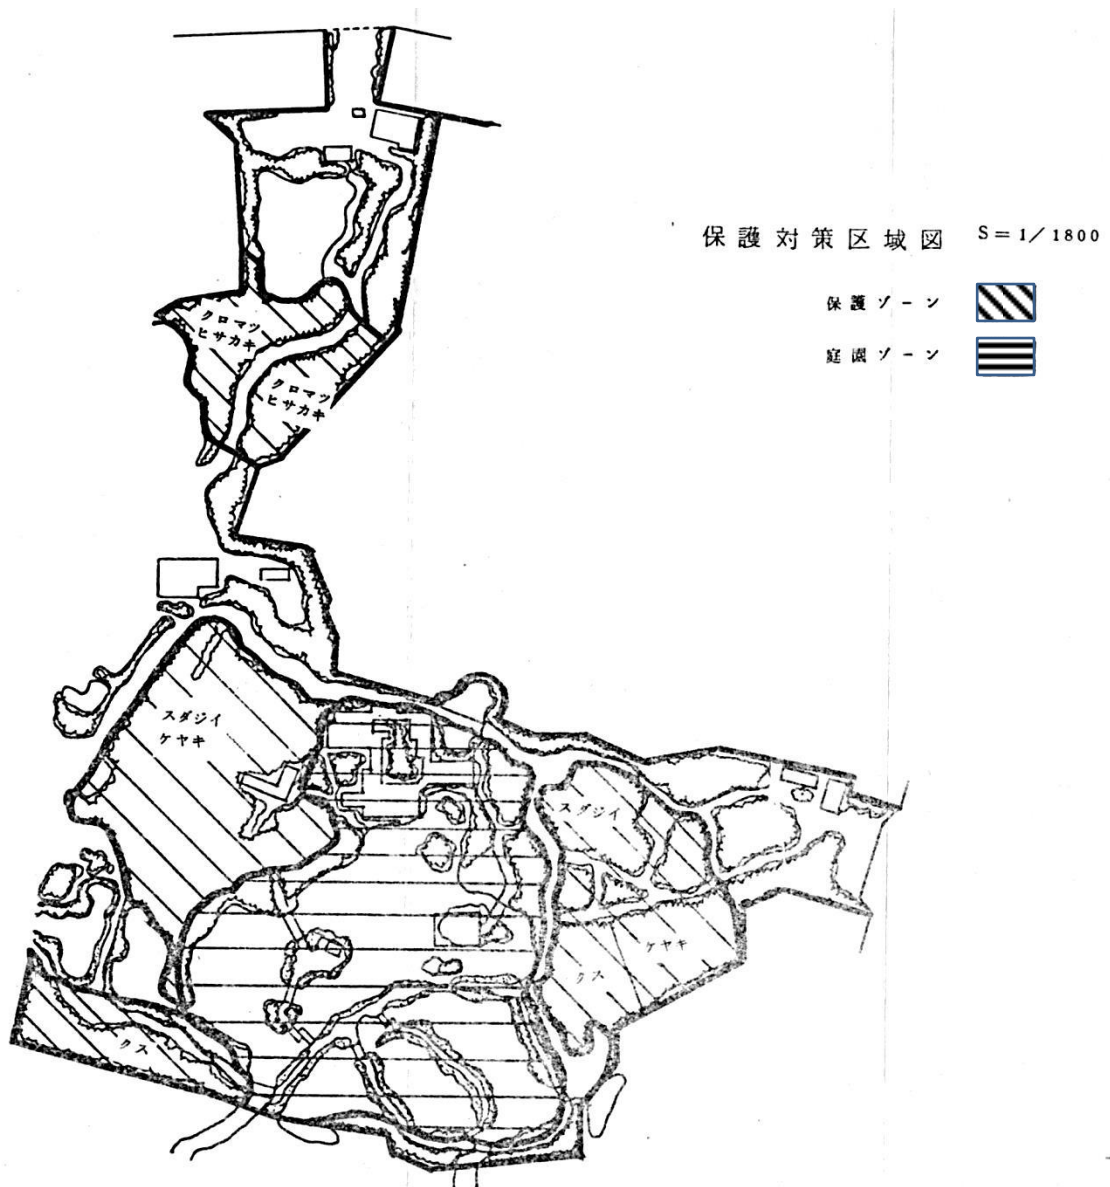 保護対策区域図 S=1/1800
保護ゾーン
庭園ゾーン
クロマツ
ヒサカキ
クロマツ
ヒサカキ
スダジイ
ケヤキ
スダジイ
ケヤキ
クス
クス